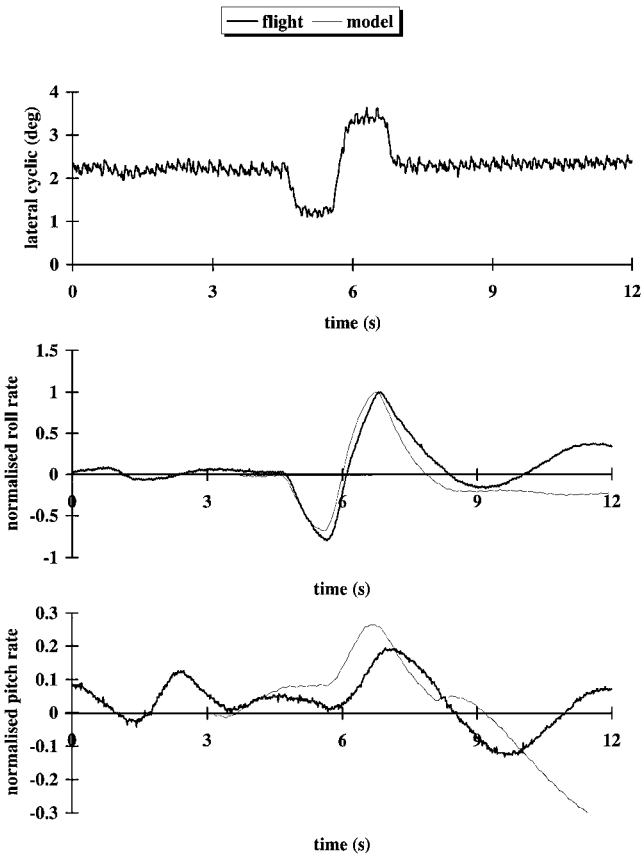 flight model
lateral cyclic (deg)
4
3
2
1
0
0 3 6 9 12
time (s)
normalised roll rate
1.5
1
0.5
0
-0.5
-1
0 3 6 9 12
time (s)
normalised pitch rate
0.3
0.2
0.1
0
-0.1
-0.2
-0.3
0 3 6 9 12
time (s)